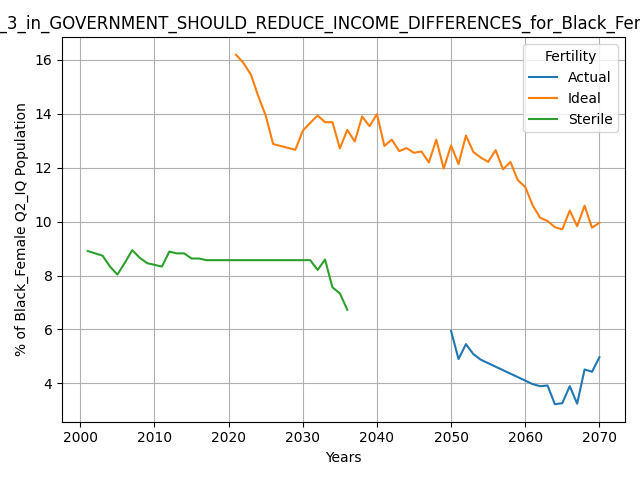 _3_in_GOVERNMENT_SHOULD_REDUCE_INCOME_DIFFERENCES_for_Black_Fer
Fertility
Actual
Ideal
Sterile
% of Black_Female Q2_IQ Population
16
14
12
10
8
6
4
2000 2010 2020 2030 2040 2050 2060 2070
Years